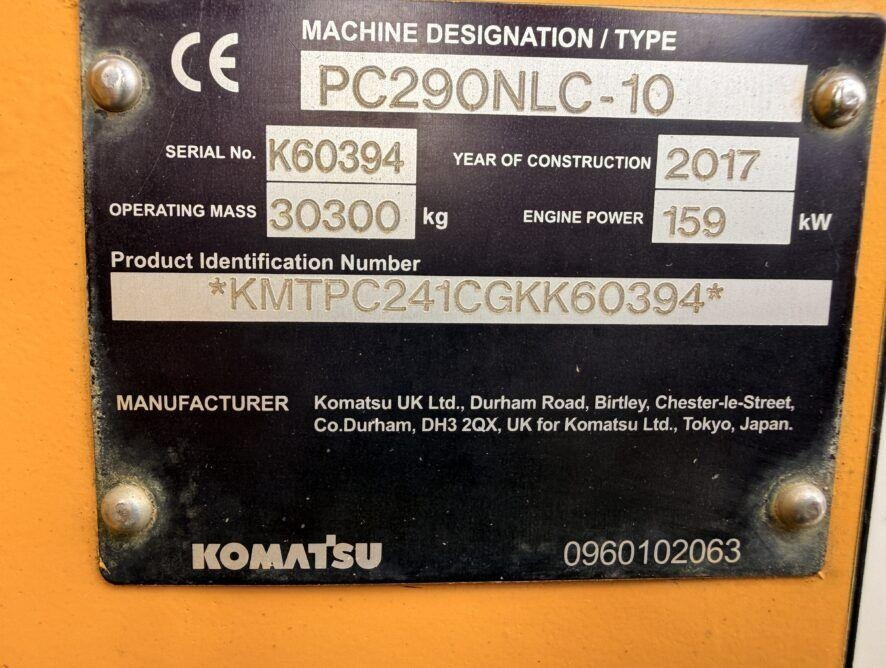 CE
MACHINE DESIGNATION / TYPE
PC290NLC-10
SERIAL No. K60394 YEAR OF CONSTRUCTION 2017
OPERATING MASS 30300 kg ENGINE POWER 159 kW
Product Identification Number
*KMTPC241CGKK60394*
MANUFACTURER Komatsu UK Ltd., Durham Road, Birtley, Chester-le-Street,
Co.Durham, DH3 2QX, UK for Komatsu Ltd., Tokyo, Japan.
KOMATSU 0960102063